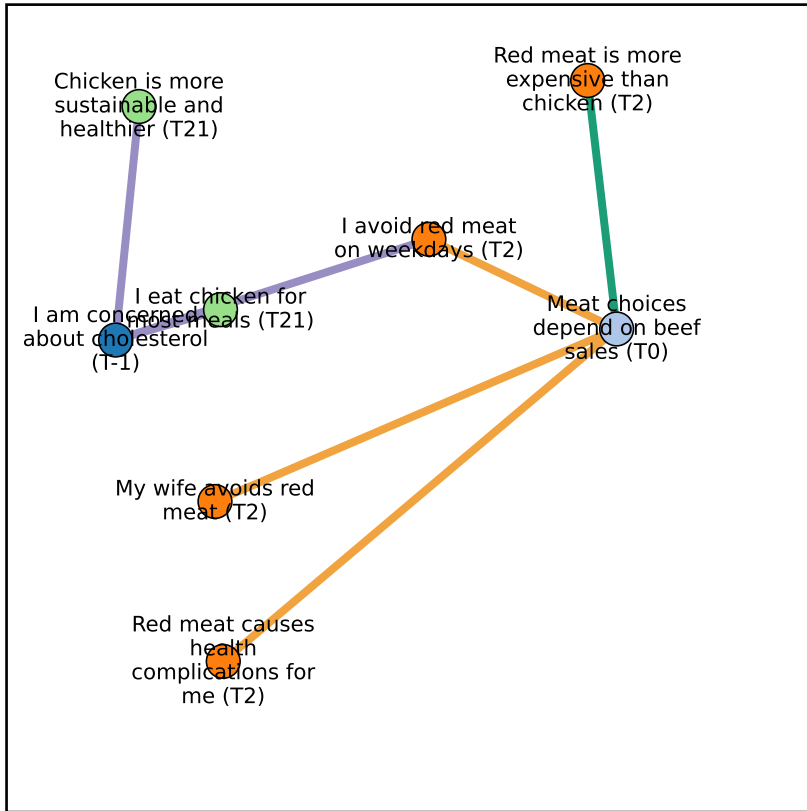 Red meat is more
expensive than
chicken (T2)
Chicken is more
sustainable and
healthier (T21)
I avoid red meat
on weekdays (T2)
I eat chicken for
most meals (T21)
I am concerned
about cholesterol
(T-1)
Meat choices
depend on beef
sales (T0)
My wife avoids red
meat (T2)
Red meat causes
health
complications for
me (T2)